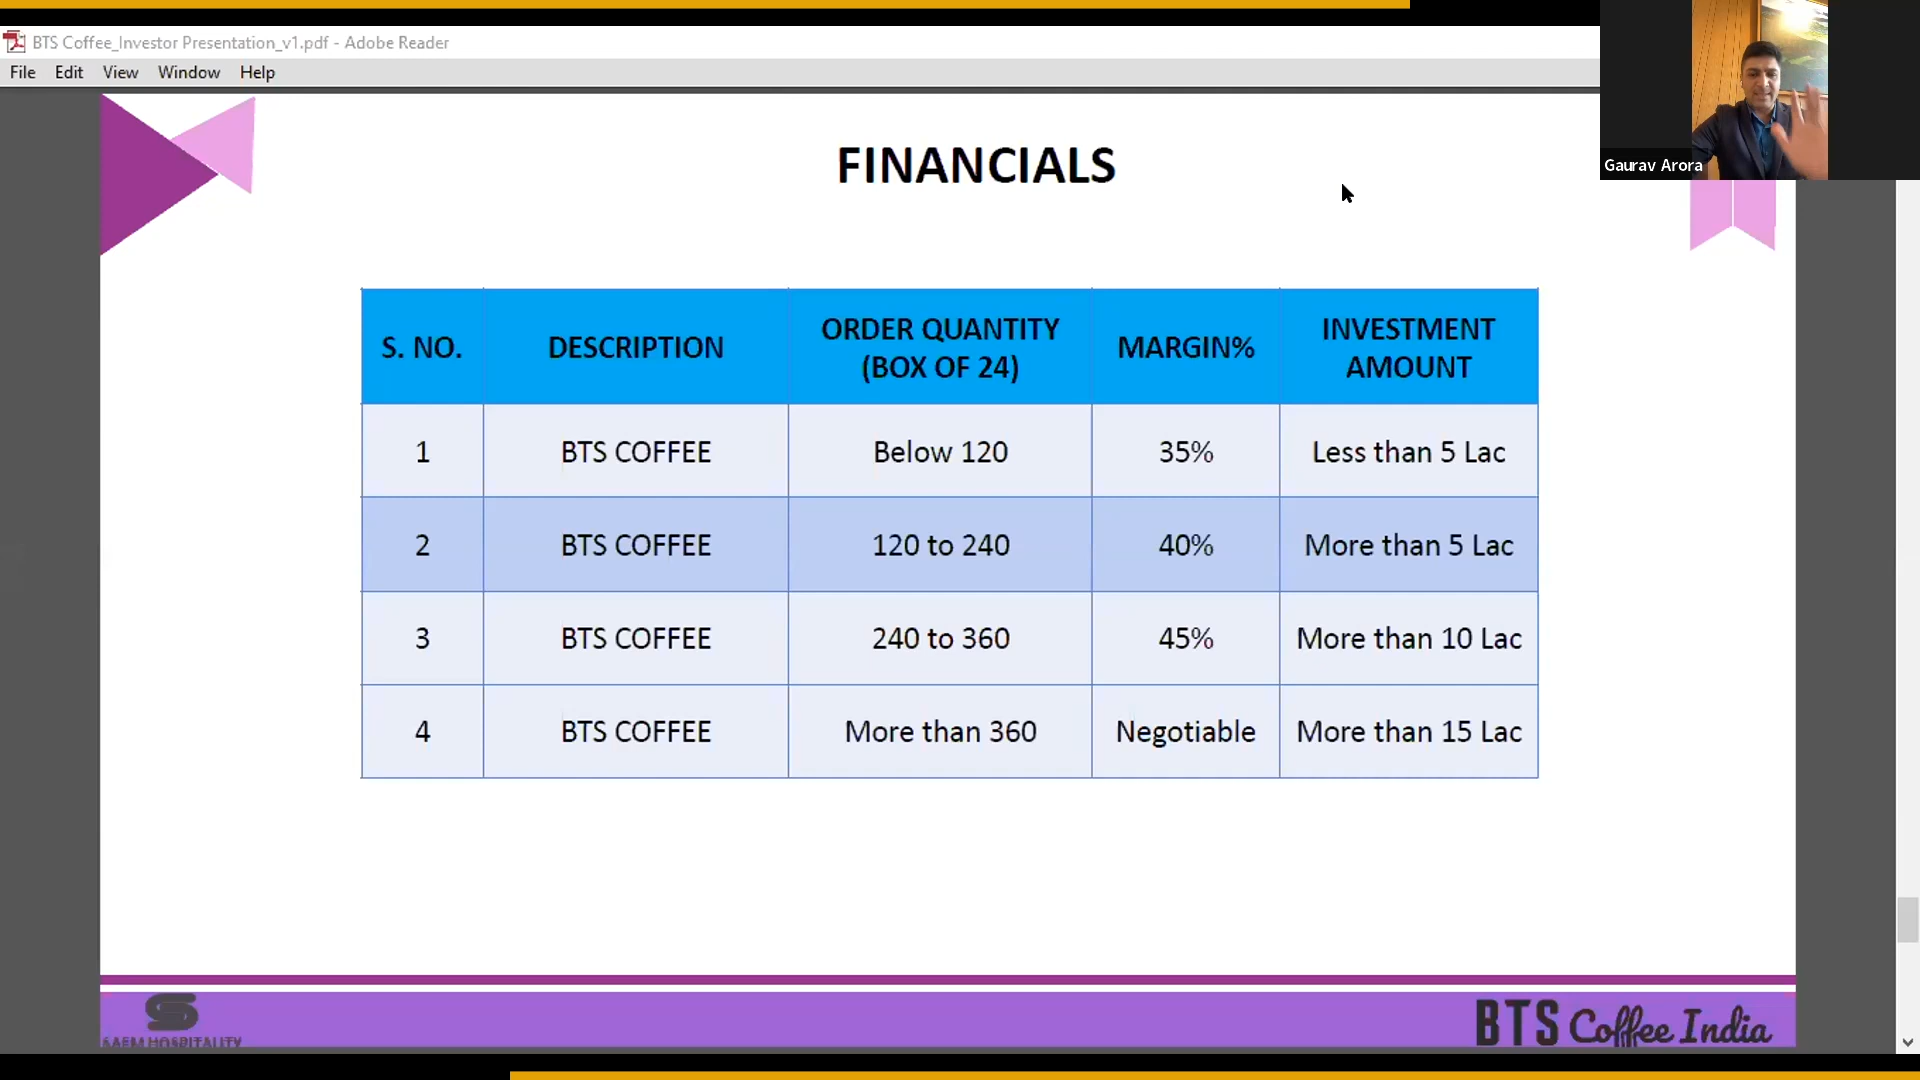 BTS Coffee_Investor Presentation_v1.pdf - Adobe Reader
File Edit View Window Help
Gaurav Arora
FINANCIALS
S. NO. DESCRIPTION ORDER QUANTITY (BOX OF 24) MARGIN% INVESTMENT AMOUNT
1 BTS COFFEE Below 120 35% Less than 5 Lac
2 BTS COFFEE 120 to 240 40% More than 5 Lac
3 BTS COFFEE 240 to 360 45% More than 10 Lac
4 BTS COFFEE More than 360 Negotiable More than 15 Lac
HOSPITALITY
BTS Coffee India